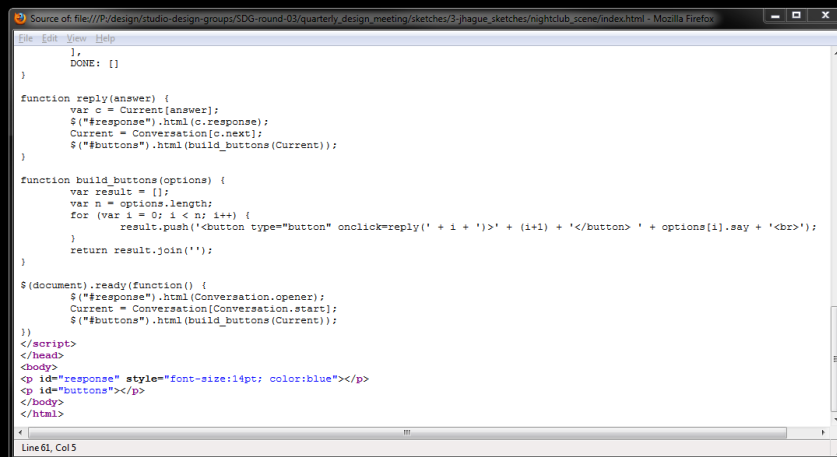 Source of: file:///P:/design/studio-design-groups/SDG-round-03/quarterly_design_meeting/sketches/3-jhague_sketches/nightclub_scene/index.html - Mozilla Firefox
File Edit View Help
],
DONE: []
}
function reply(answer) {
var c = Current[answer];
$("#response").html(c.response);
Current = Conversation[c.next];
$("#buttons").html(build_buttons(Current));
}
function build_buttons(options) {
var result = [];
var n = options.length;
for (var i = 0; i < n; i++) {
result.push('<button type="button" onclick=reply(' + i + ')>' + (i+1) + '</button> ' + options[i].say + '<br>');
}
return result.join('');
}
$(document).ready(function() {
$("#response").html(Conversation.opener);
Current = Conversation[Conversation.start];
$("#buttons").html(build_buttons(Current));
})
</script>
</head>
<body>
<p id="response" style="font-size:14pt; color:blue"></p>
<p id="buttons"></p>
</body>
</html>
Line 61, Col 5